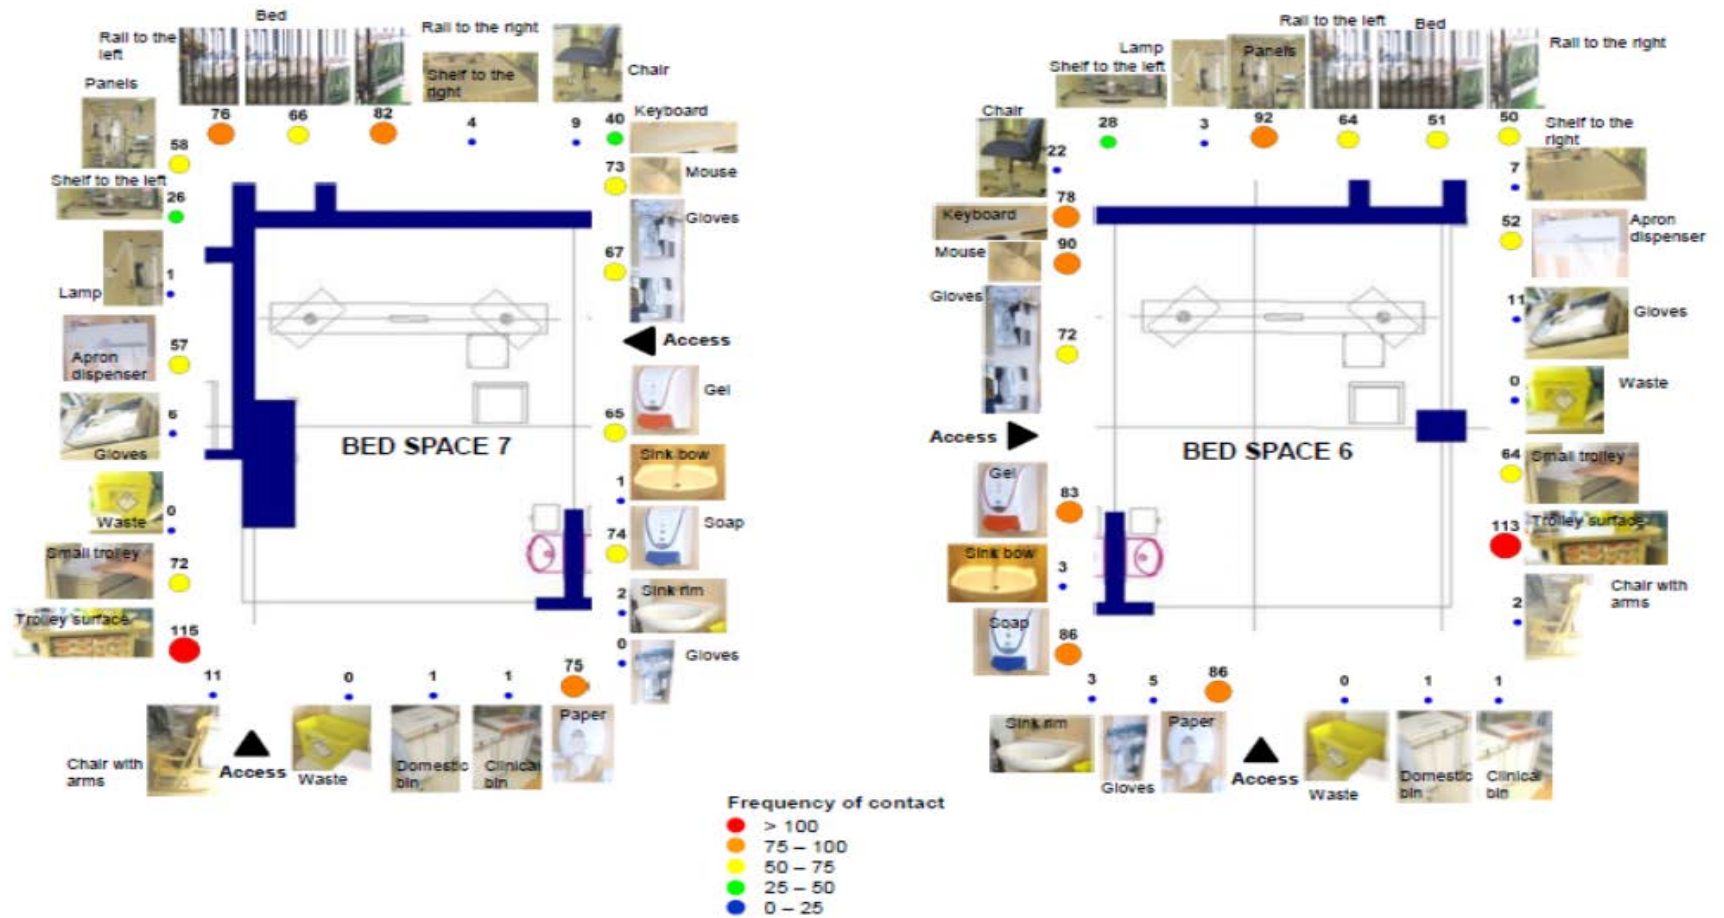 Bed
Rail to the
left
Rail to the right
Shelf to the
right
Chair
Panels
76
66
82
4
9
40
Keyboard
58
73
Mouse
Shelf to the left
26
Gloves
67
Lamp
1
Access
Apron
dispenser
57
Gel
65
6
Gloves
BED SPACE 7
Sink bow
1
Waste
0
Soap
74
Small trolley
72
Sink rim
2
Trolley surface
115
0
Gloves
11
0
1
1
75
Paper
Chair with
arms
Access
Waste
Domestic
bin
Clinical
bin
Rail to the left
Bed
Lamp
Panels
Rail to the right
Shelf to the left
Chair
28
3
92
64
51
50
Shelf to the
right
22
7
78
Keyboard
Apron
dispenser
52
90
Mouse
Gloves
11
Gloves
72
0
Waste
Access
BED SPACE 6
64
Small trolley
Gel
83
113
Trolley surface
Sink bow
3
Chair with
arms
2
Soap
86
3
5
86
0
1
1
Sink rim
Gloves
Paper
Access
Waste
Domestic
bin
Clinical
bin
Frequency of contact
> 100
75 – 100
50 – 75
25 – 50
0 – 25